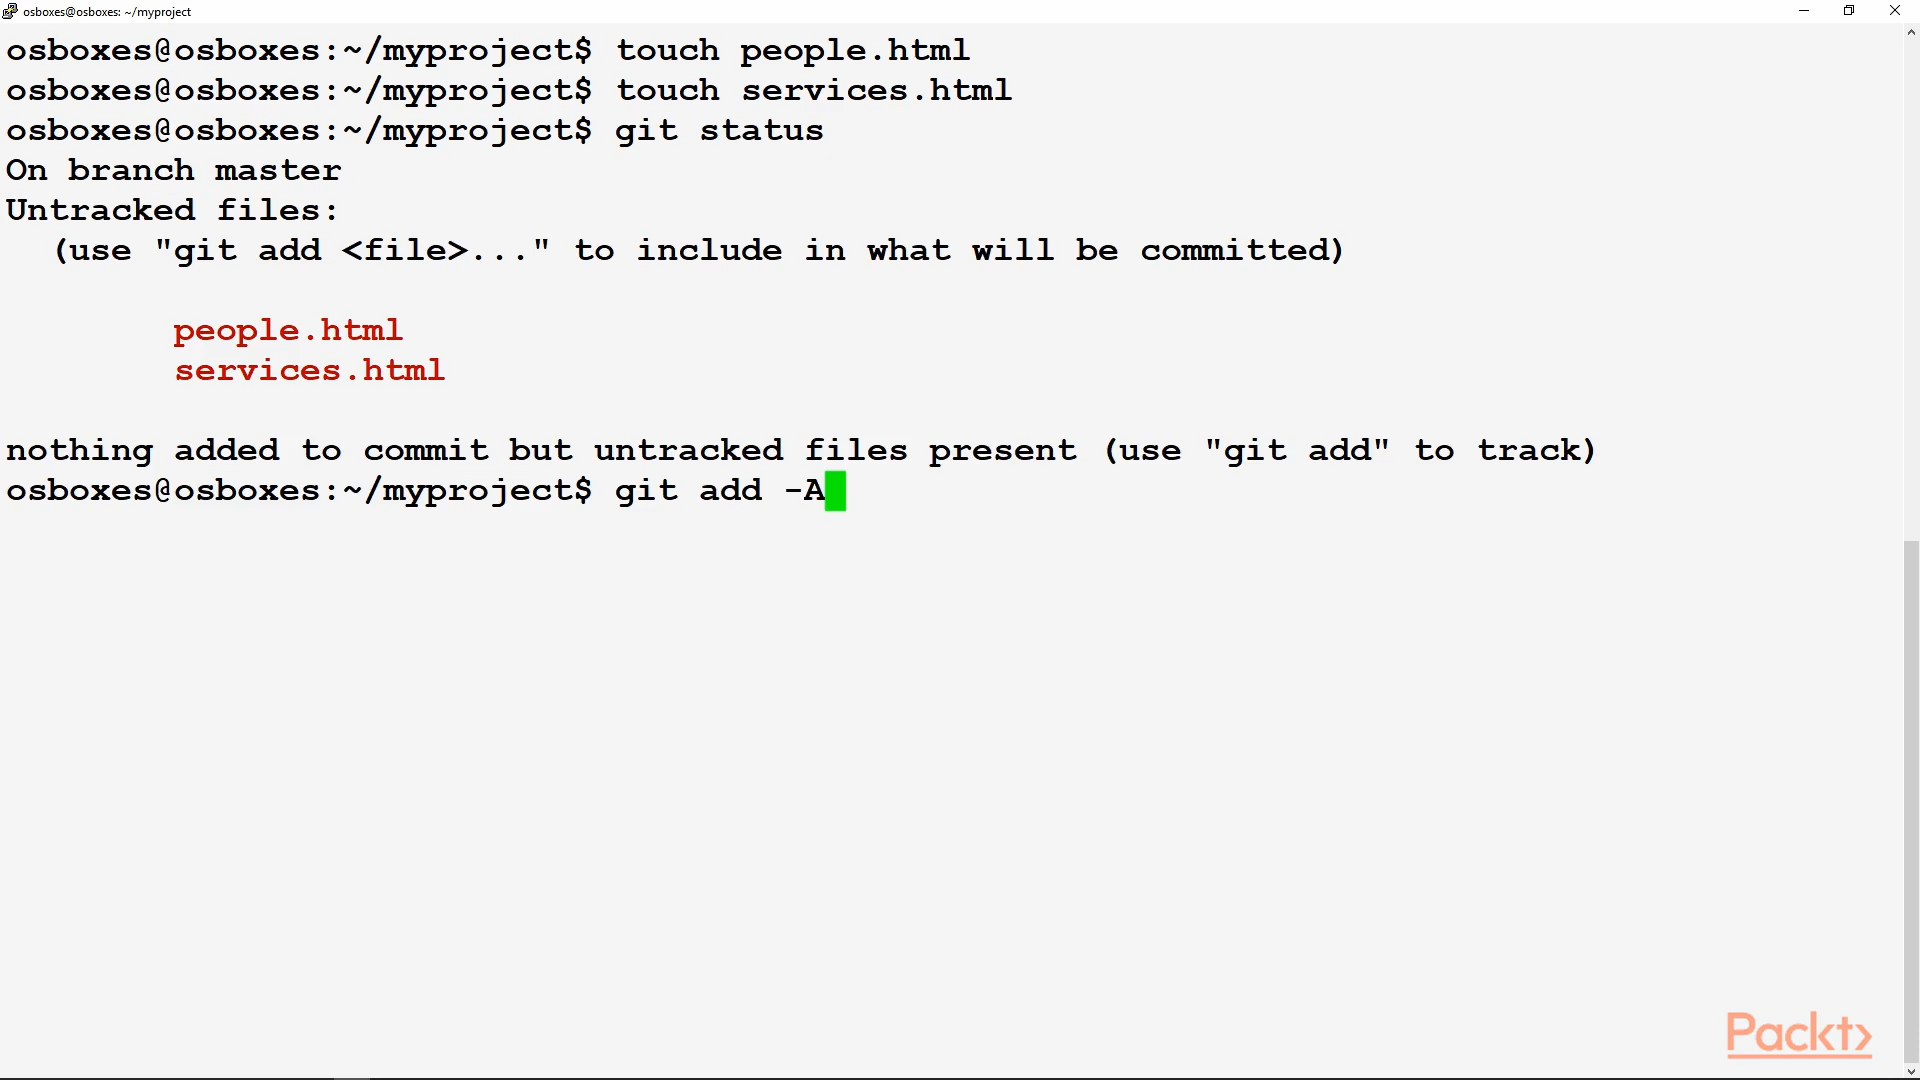 osboxes@osboxes: ~/myproject
osboxes@osboxes:~/myproject$ touch people.html
osboxes@osboxes:~/myproject$ touch services.html
osboxes@osboxes:~/myproject$ git status
On branch master
Untracked files:
  (use "git add <file>..." to include in what will be committed)
people.html
services.html
nothing added to commit but untracked files present (use "git add" to track)
osboxes@osboxes:~/myproject$ git add -A
Packt>